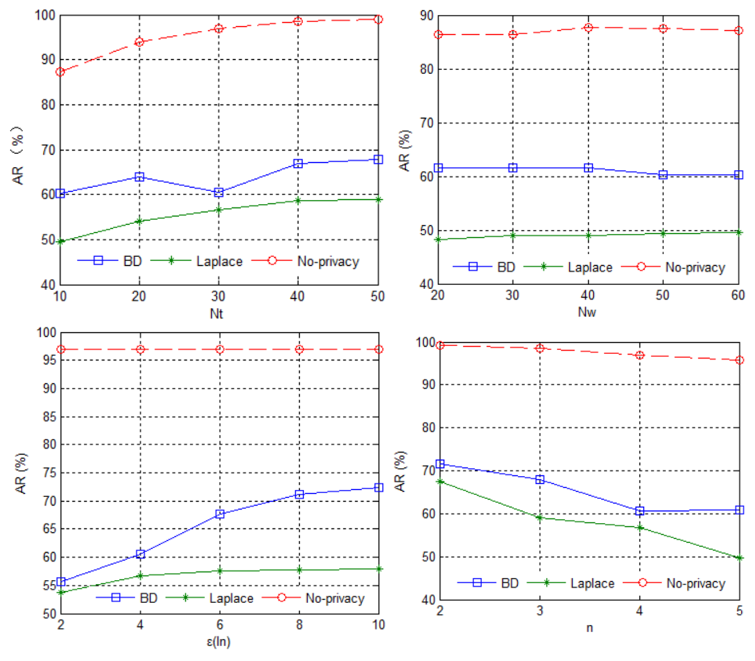 100
90
80
70
60
50
40
AR (%)
BD Laplace No-privacy
10 20 30 40 50
Nt
90
80
70
60
50
40
AR (%)
BD Laplace No-privacy
20 30 40 50 60
Nw
100
95
90
85
80
75
70
65
60
55
50
AR (%)
BD Laplace No-privacy
2 4 6 8 10
ε(ln)
100
90
80
70
60
50
40
AR (%)
BD Laplace No-privacy
2 3 4 5
n